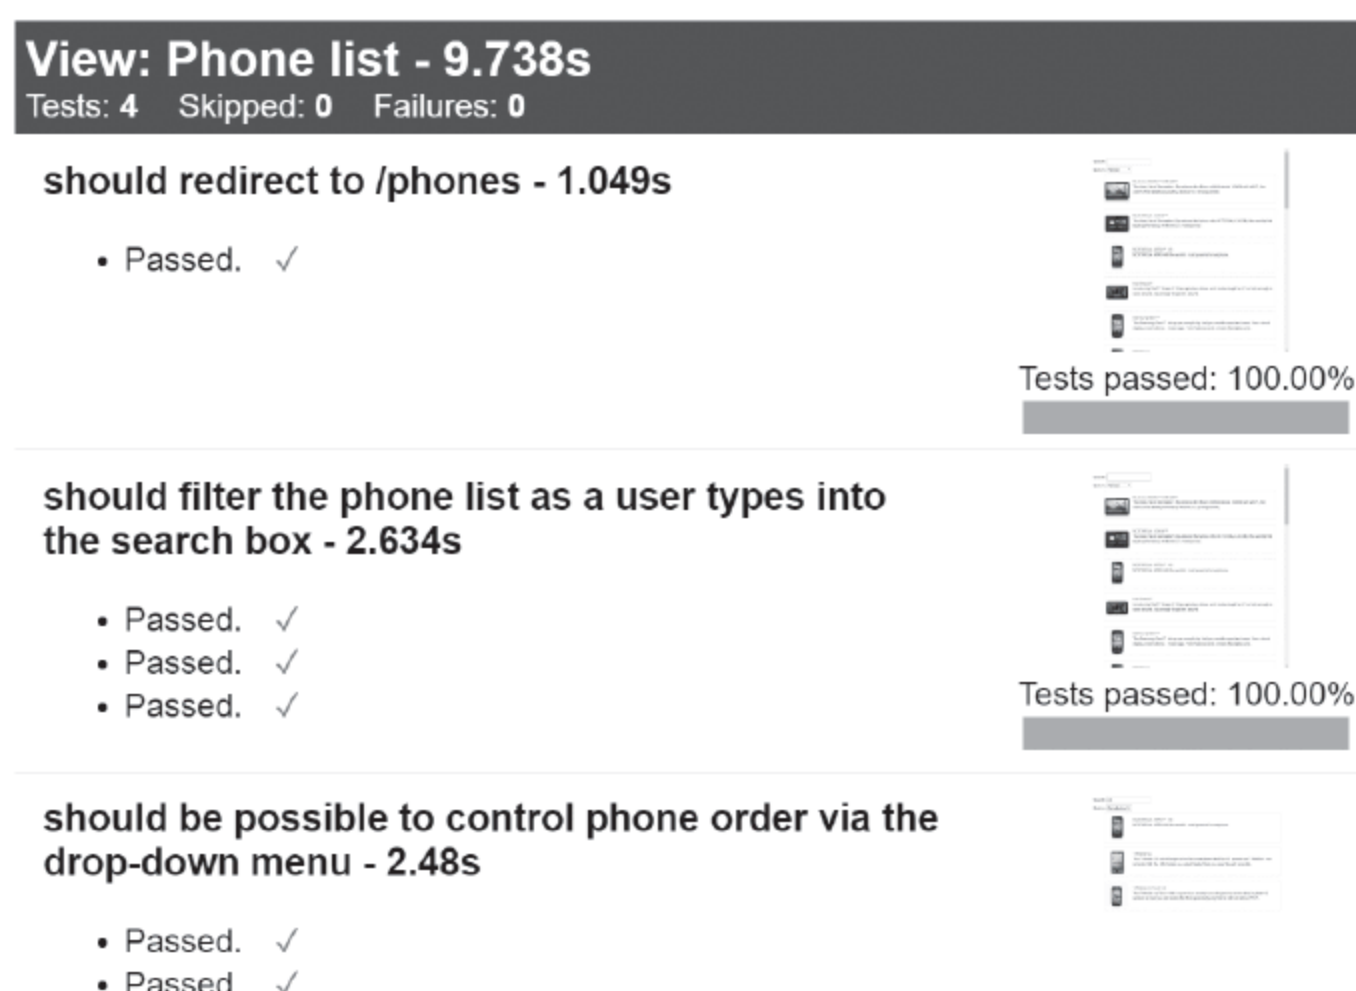 View: Phone list - 9.738s
Tests: 4 Skipped: 0 Failures: 0
should redirect to /phones - 1.049s
• Passed. ✓
Tests passed: 100.00%
should filter the phone list as a user types into
the search box - 2.634s
• Passed. ✓
• Passed. ✓
• Passed. ✓
Tests passed: 100.00%
should be possible to control phone order via the
drop-down menu - 2.48s
• Passed. ✓
• Passed ✓